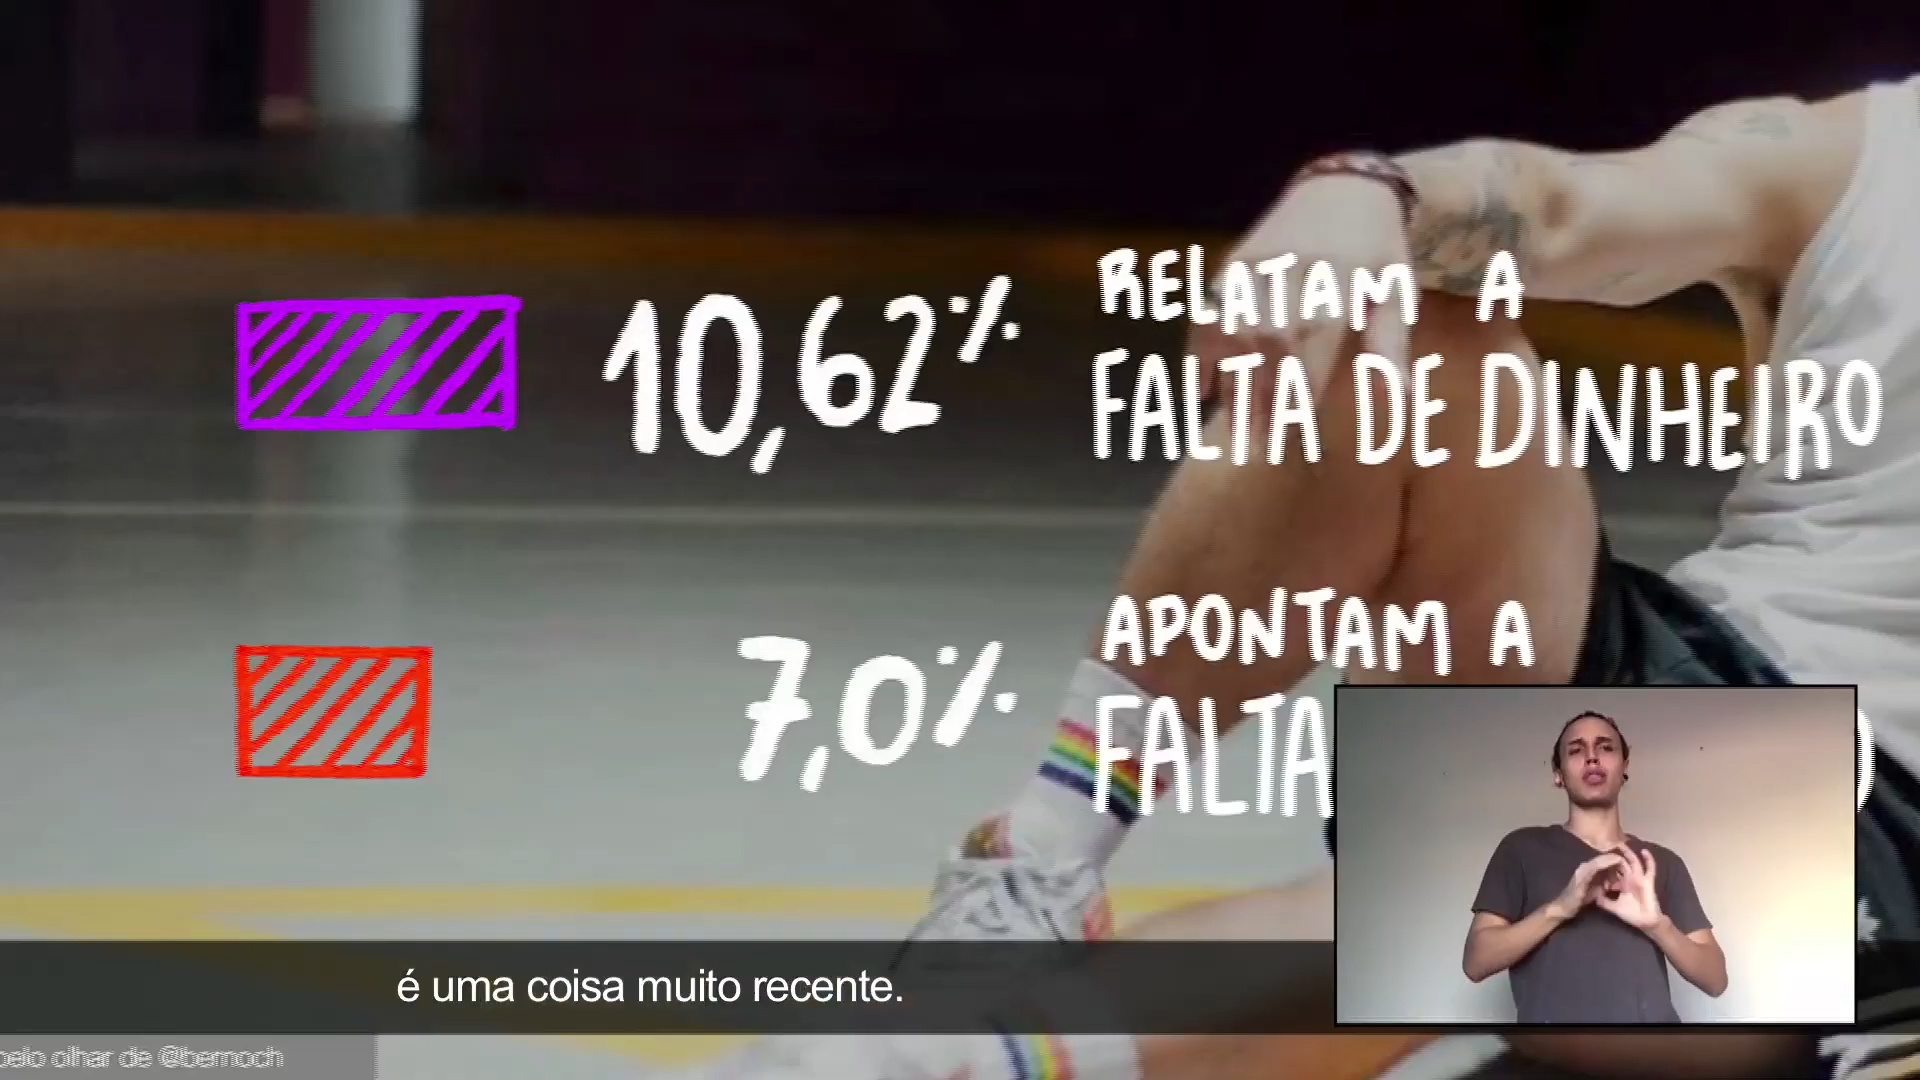 10,62% RELATAM A
FALTA DE DINHEIRO
7,0% APONTAM A
FALTA
é uma coisa muito recente.
pelo olhar de @bernoch